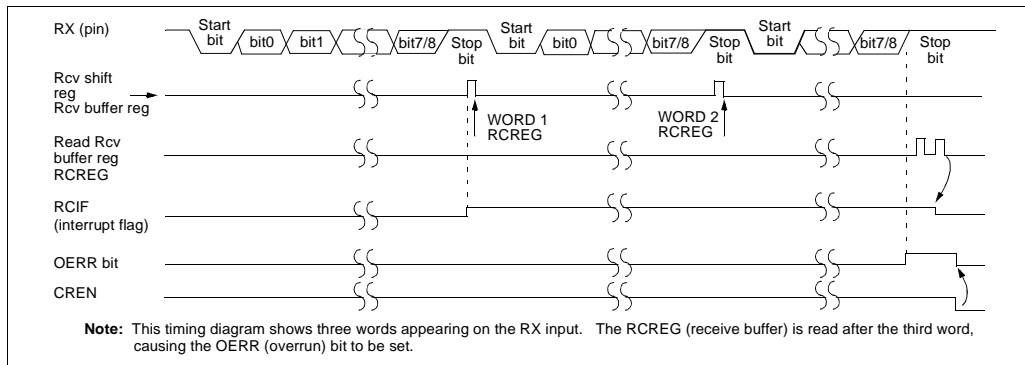 RX (pin)
Start bit
bit0
bit1
bit7/8
Stop bit
Start bit
bit0
bit7/8
Stop bit
Start bit
bit7/8
Stop bit
Rcv shift
reg
Rcv buffer reg
WORD 1
RCREG
WORD 2
RCREG
Read Rcv
buffer reg
RCREG
RCIF
(interrupt flag)
OERR bit
CREN
Note: This timing diagram shows three words appearing on the RX input. The RCREG (receive buffer) is read after the third word,
causing the OERR (overrun) bit to be set.